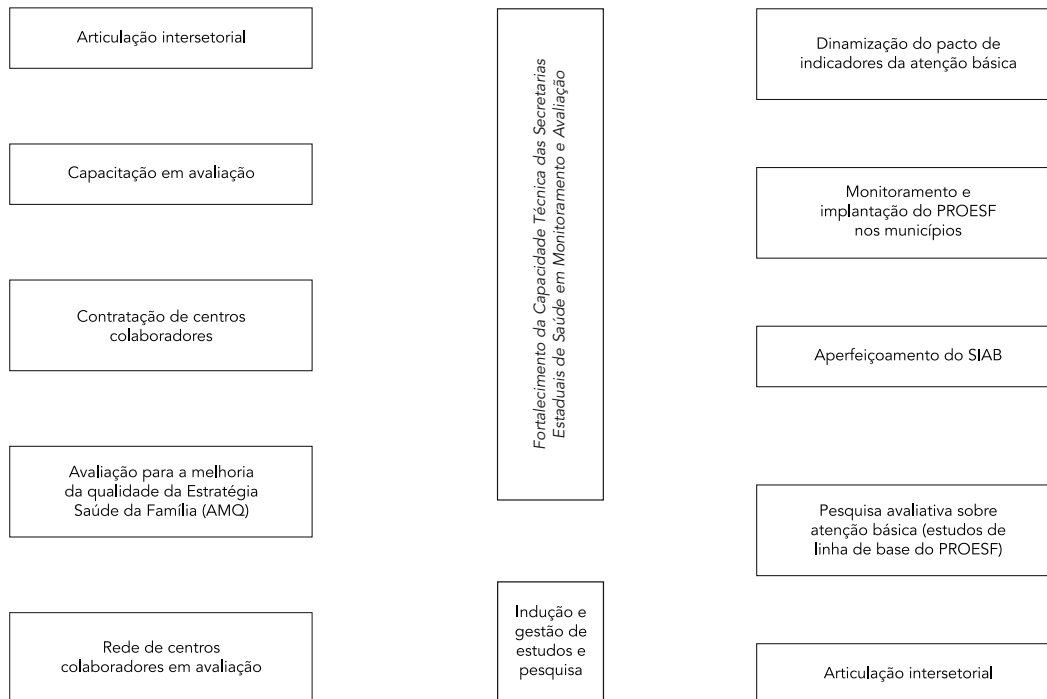 Articulação intersetorial
Capacitação em avaliação
Contratação de centros
colaboradores
Avaliação para a melhoria
da qualidade da Estratégia
Saúde da Família (AMQ)
Rede de centros
colaboradores em avaliação
Fortalecimento da Capacidade Técnica das Secretarias
Estaduais de Saúde em Monitoramento e Avaliação
Indução e
gestão de
estudos e
pesquisa
Dinamização do pacto de
indicadores da atenção básica
Monitoramento e
implantação do PROESF
nos municípios
Aperfeiçoamento do SIAB
Pesquisa avaliativa sobre
atenção básica (estudos de
linha de base do PROESF)
Articulação intersetorial